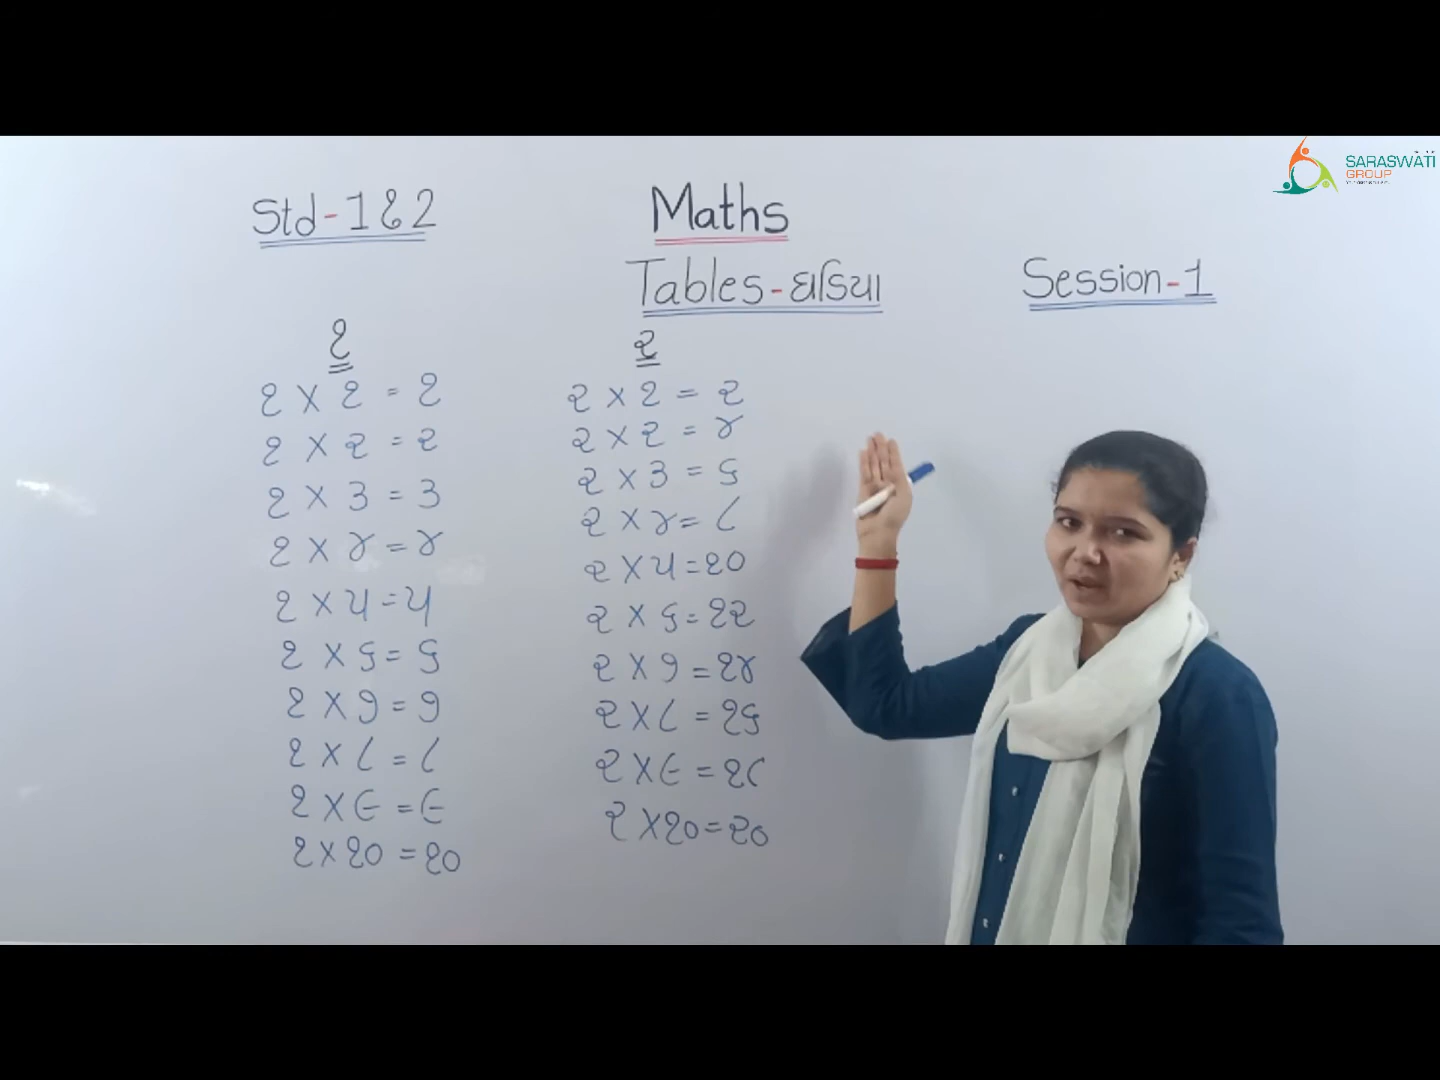 SARASWATI
GROUP
Std-1&2
Maths
Tables-ઘડિયા
Session-1
૧
૧ X ૧ = ૧
૧ X ૨ = ૨
૧ X ૩ = ૩
૧ X ૪ = ૪
૧ X ૫ = ૫
૧ X ૬ = ૬
૧ X ૭ = ૭
૧ X ૮ = ૮
૧ X ૯ = ૯
૧ X ૧૦ = ૧૦
૨
૨ X ૧ = ૨
૨ X ૨ = ૪
૨ X ૩ = ૬
૨ X ૪ = ૮
૨ X ૫ = ૧૦
૨ X ૬ = ૧૨
૨ X ૭ = ૧૪
૨ X ૮ = ૧૬
૨ X ૯ = ૧૮
૨ X ૧૦ = ૨૦